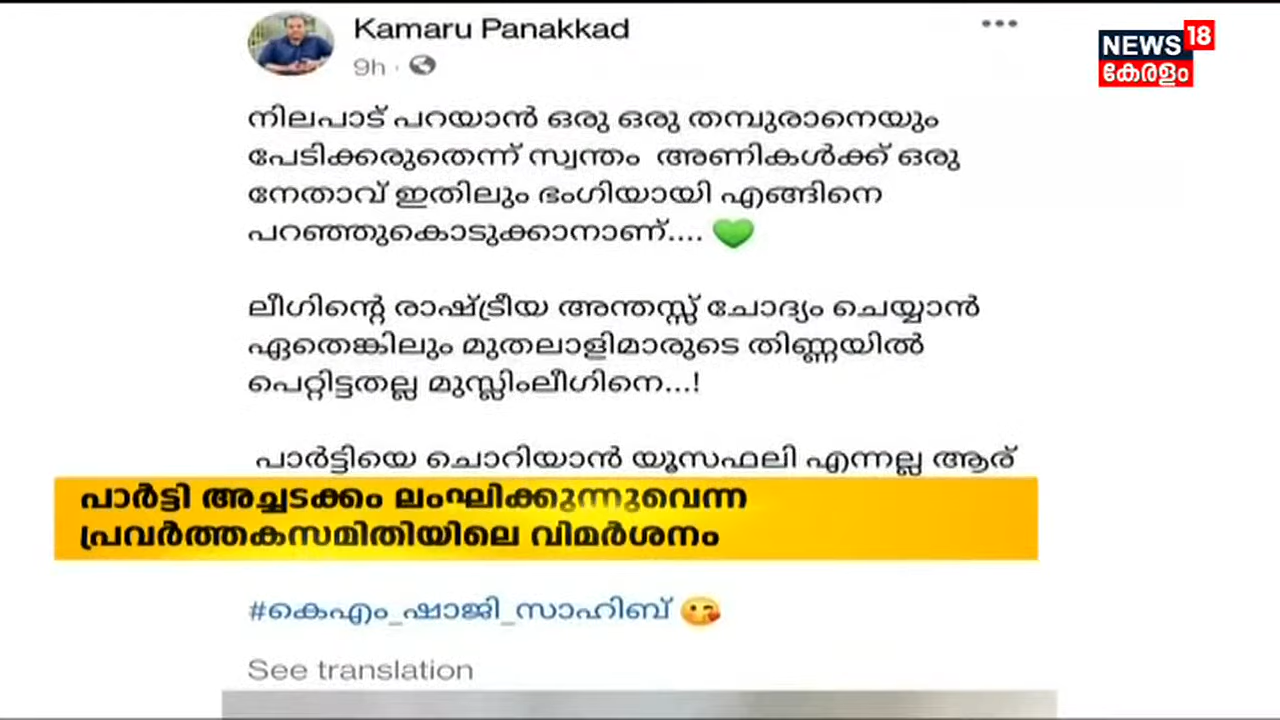 Kamaru Panakkad
9h
NEWS 18
കേരളം
നിലപാട് പറയാൻ ഒരു ഒരു തമ്പുരാനെയും
പേടിക്കരുതെന്ന് സ്വന്തം അണികൾക്ക് ഒരു
നേതാവ് ഇതിലും ഭംഗിയായി എങ്ങിനെ
പറഞ്ഞുകൊടുക്കാനാണ്.... 💚
ലീഗിന്റെ രാഷ്ട്രീയ അന്തസ്സ് ചോദ്യം ചെയ്യാൻ
ഏതെങ്കിലും മുതലാളിമാരുടെ തിണ്ണയിൽ
പെറ്റിട്ടതല്ല മുസ്ലിംലീഗിനെ...!
പാർട്ടിയെ ചൊറിയാൻ യൂസഫലി എന്നല്ല ആര്
പാർട്ടി അച്ചടക്കം ലംഘിക്കുന്നുവെന്ന
പ്രവർത്തകസമിതിയിലെ വിമർശനം
#കെഎം_ഷാജി_സാഹിബ് 😘
See translation